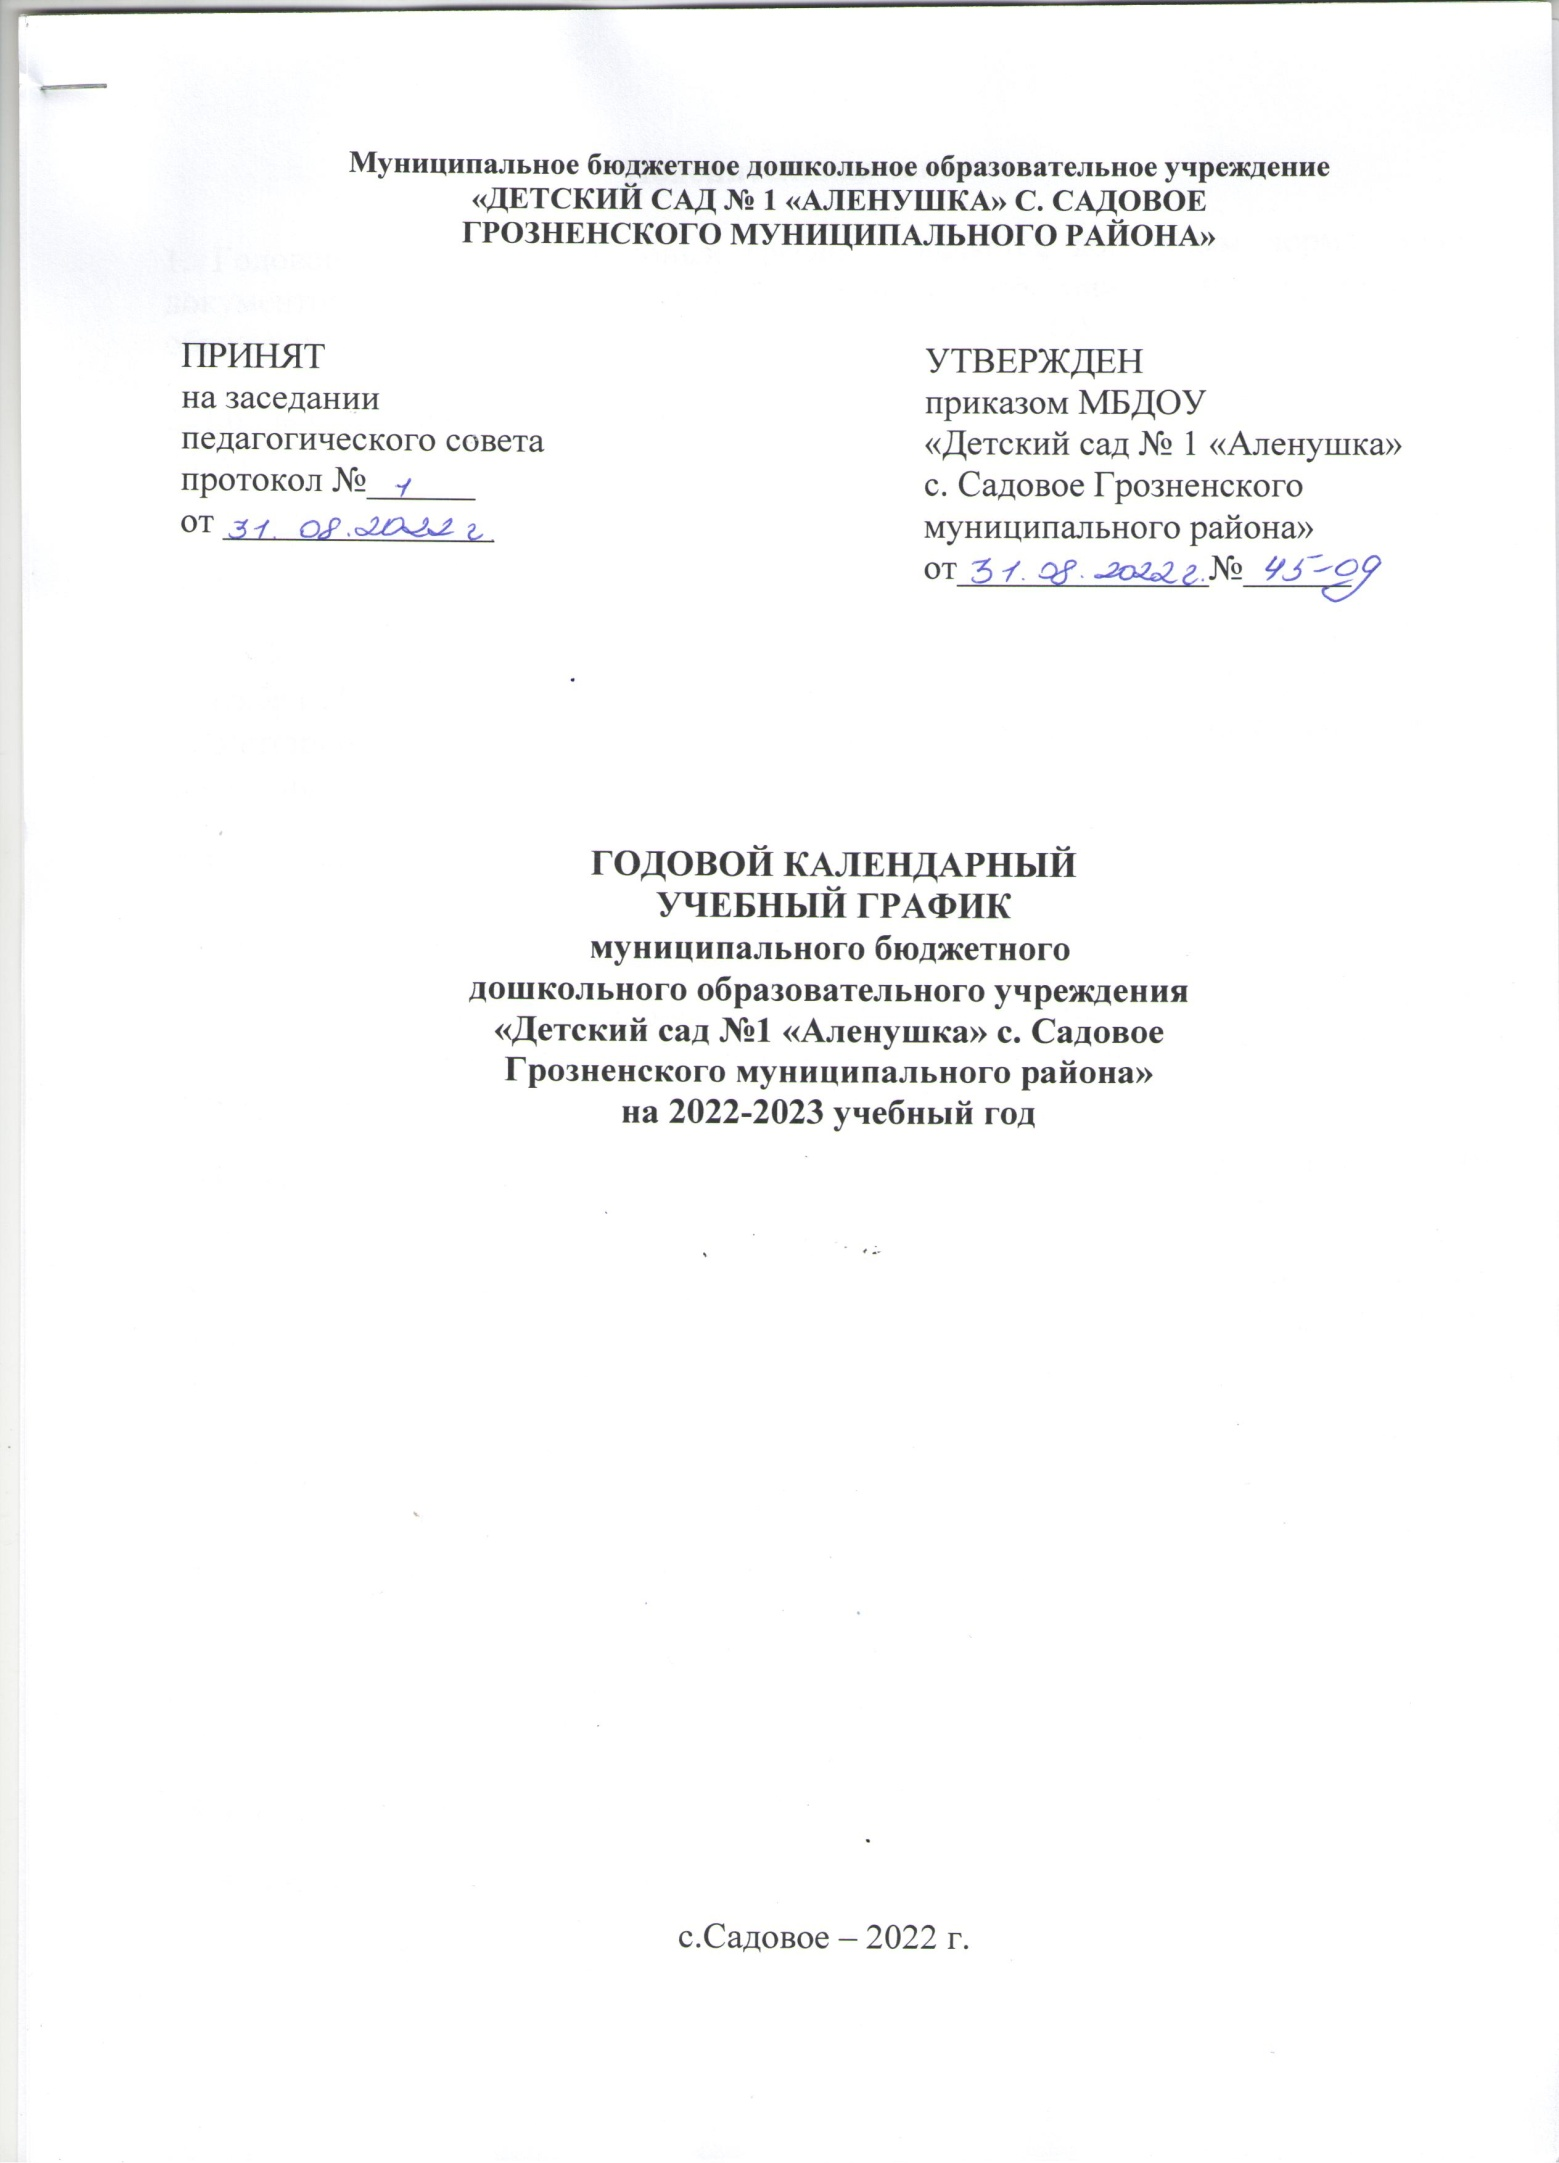 Муниципальное бюджетное дошкольное образовательное учреждение
«ДЕТСКИЙ САД № 1 «АЛЕНУШКА» С. САДОВОЕ
ГРОЗНЕНСКОГО МУНИЦИПАЛЬНОГО РАЙОНА»
ПРИНЯТ
на заседании
педагогического совета
протокол № 1
от 31. 08.2022 г.
УТВЕРЖДЕН
приказом МБДОУ
«Детский сад № 1 «Аленушка»
с. Садовое Грозненского
муниципального района»
от 31. 08. 2022 г. № 45-09
ГОДОВОЙ КАЛЕНДАРНЫЙ
УЧЕБНЫЙ ГРАФИК
муниципального бюджетного
дошкольного образовательного учреждения
«Детский сад №1 «Аленушка» с. Садовое
Грозненского муниципального района»
на 2022-2023 учебный год
с.Садовое – 2022 г.